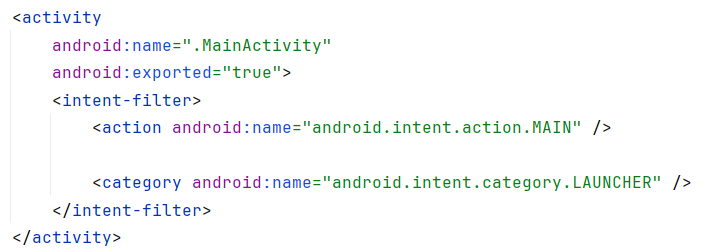 <activity
    android:name=".MainActivity"
    android:exported="true">
    <intent-filter>
        <action android:name="android.intent.action.MAIN" />

        <category android:name="android.intent.category.LAUNCHER" />
    </intent-filter>
</activity>